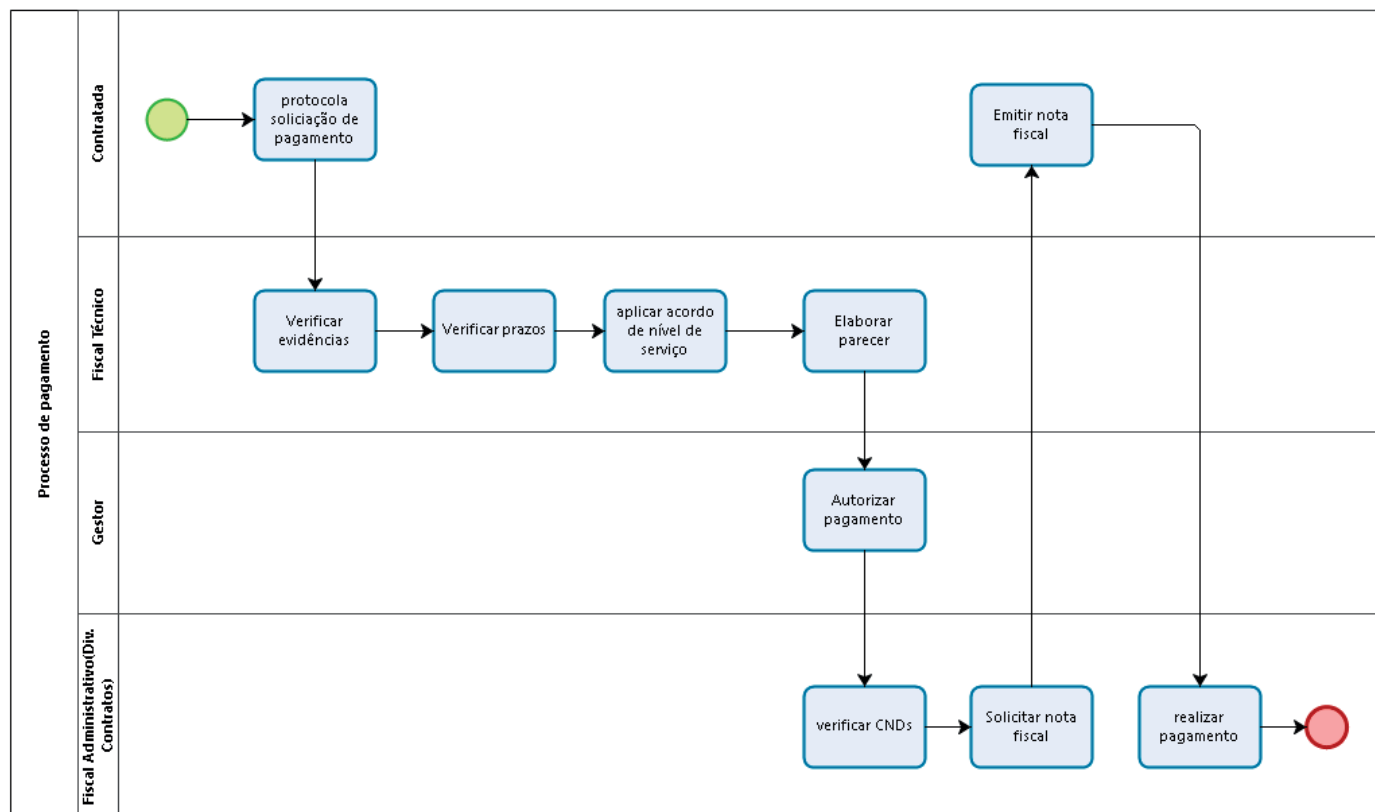 Processo de pagamento
Contratada
protocola
soliciação de
pagamento
Emitir nota
fiscal
Fiscal Técnico
Verificar
evidências
Verificar prazos
aplicar acordo
de nível de
serviço
Elaborar
parecer
Gestor
Autorizar
pagamento
Fiscal Administrativo(Div.
Contratos)
verificar CNDs
Solicitar nota
fiscal
realizar
pagamento